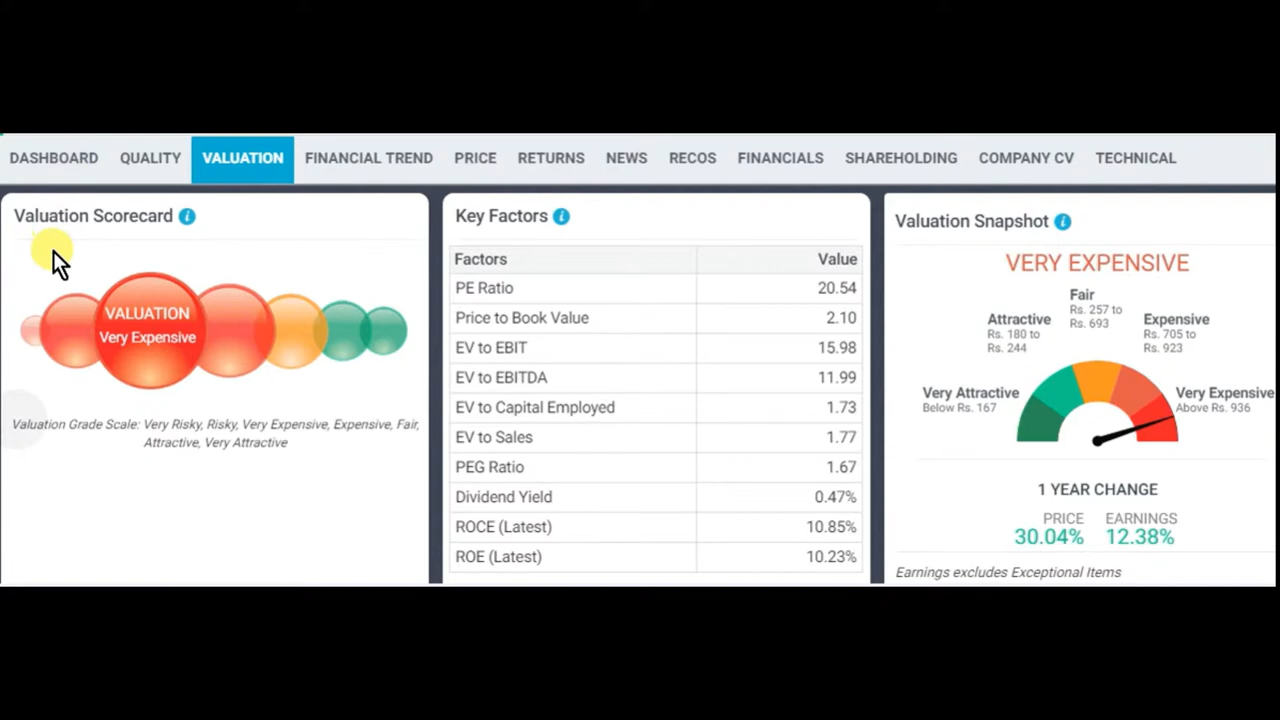 DASHBOARD QUALITY VALUATION FINANCIAL TREND PRICE RETURNS NEWS RECOS FINANCIALS SHAREHOLDING COMPANY CV TECHNICAL
Valuation Scorecard
VALUATION
Very Expensive
Valuation Grade Scale: Very Risky, Risky, Very Expensive, Expensive, Fair,
Attractive, Very Attractive
Key Factors
Factors Value
PE Ratio 20.54
Price to Book Value 2.10
EV to EBIT 15.98
EV to EBITDA 11.99
EV to Capital Employed 1.73
EV to Sales 1.77
PEG Ratio 1.67
Dividend Yield 0.47%
ROCE (Latest) 10.85%
ROE (Latest) 10.23%
Valuation Snapshot
VERY EXPENSIVE
Very Attractive
Below Rs. 167
Attractive
Rs. 180 to
Rs. 244
Fair
Rs. 257 to
Rs. 693
Expensive
Rs. 705 to
Rs. 923
Very Expensive
Above Rs. 936
1 YEAR CHANGE
PRICE EARNINGS
30.04% 12.38%
Earnings excludes Exceptional Items